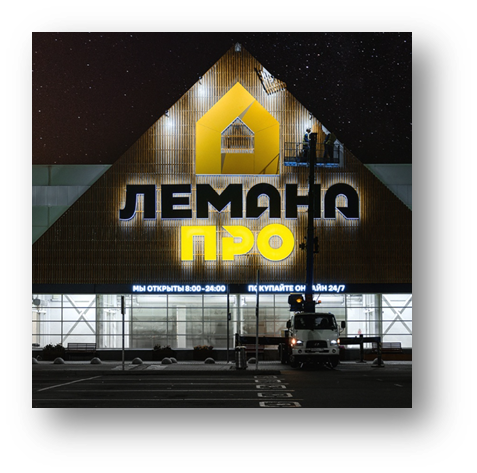 ЛЕМАНА
ПРО
МЫ ОТКРЫТЫ 8:00-24:00
ПОКУПАЙТЕ ОНЛАЙН 24/7